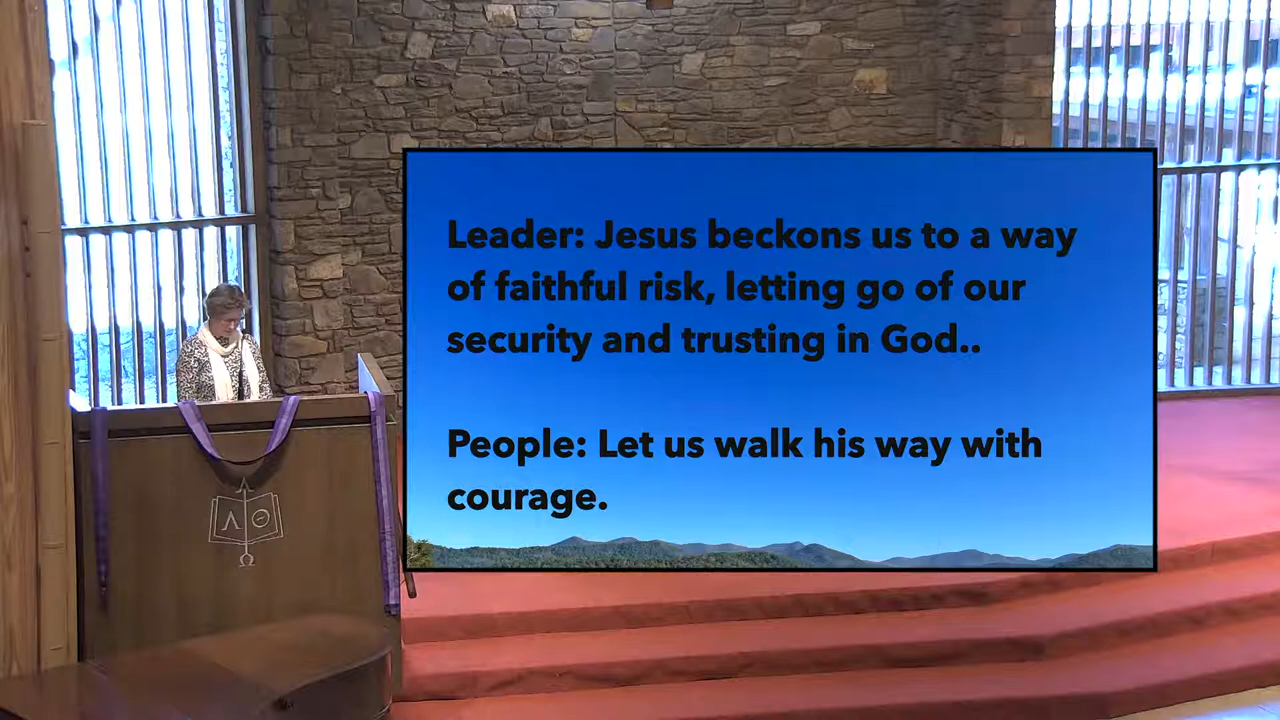 Leader: Jesus beckons us to a way
of faithful risk, letting go of our
security and trusting in God..
People: Let us walk his way with
courage.
Λ Θ
Ω